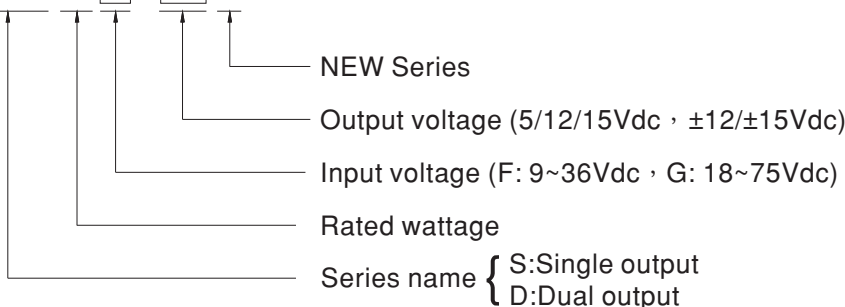 NEW Series
Output voltage (5/12/15Vdc，±12/±15Vdc)
Input voltage (F: 9~36Vdc，G: 18~75Vdc)
Rated wattage
Series name { S:Single output
D:Dual output